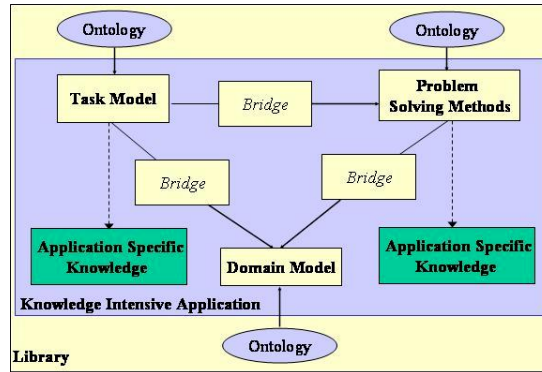 Ontology
Ontology
Task Model
Bridge
Problem
Solving Methods
Bridge
Bridge
Application Specific
Knowledge
Domain Model
Application Specific
Knowledge
Knowledge Intensive Application
Ontology
Library